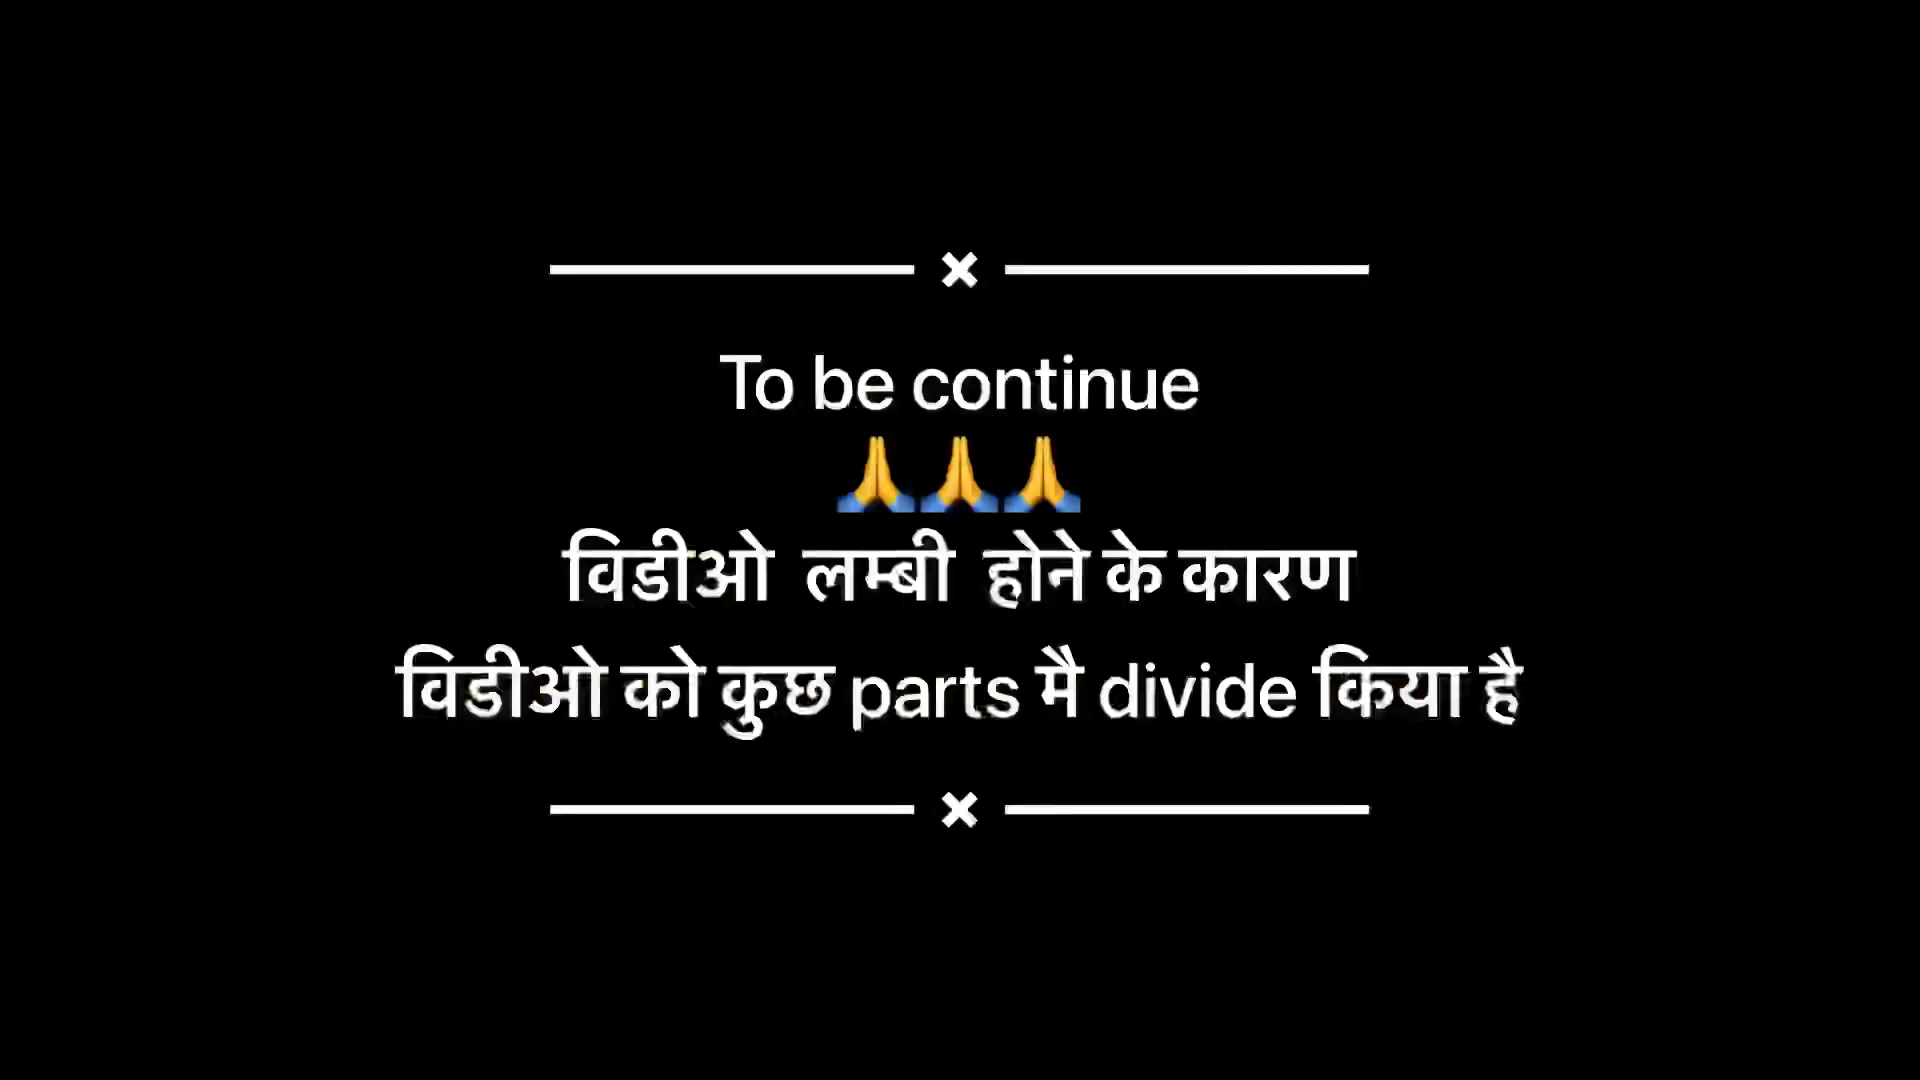 To be continue
🙏🙏🙏
विडीओ लम्बी होने के कारण
विडीओ को कुछ parts मै divide किया है